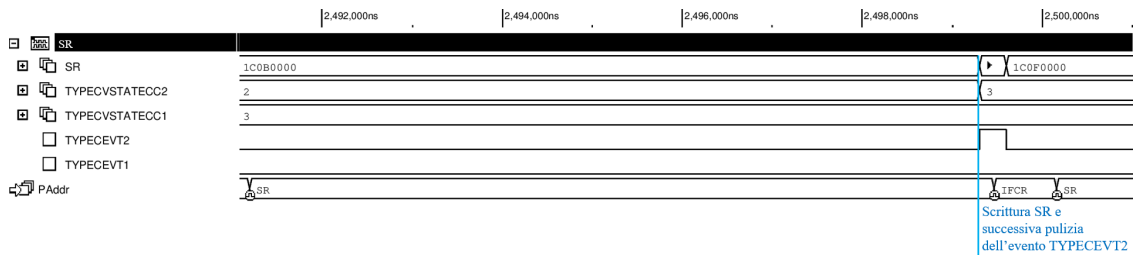 2,492,000ns 2,494,000ns 2,496,000ns 2,498,000ns 2,500,000ns
SR
SR 1C0B0000 1C0F0000
TYPECVSTATECC2 2 3
TYPECVSTATECC1 3
TYPECEVT2
TYPECEVT1
PAddr SR IFCR SR
Scrittura SR e
successiva pulizia
dell'evento TYPECEVT2